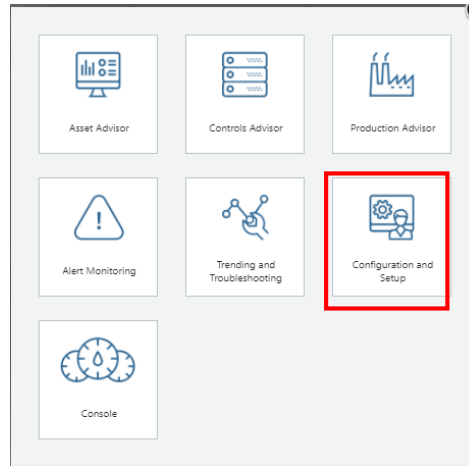 Asset Advisor
Controls Advisor
Production Advisor
Alert Monitoring
Trending and
Troubleshooting
Configuration and
Setup
Console